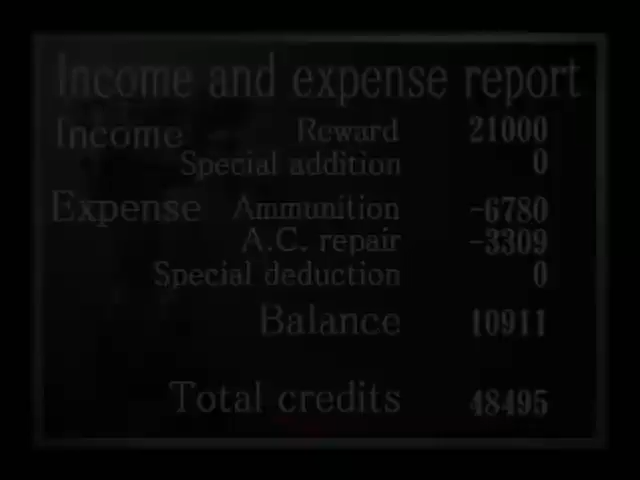 Income and expense report
Income Reward 21000
Special addition 0
Expense Ammunition -6780
A.C. repair -3309
Special deduction 0
Balance 10911
Total credits 48495